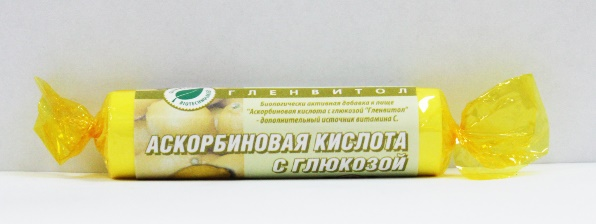 ГЛЕНВИТОЛ
Биологически активная добавка к пище
"Аскорбиновая кислота с глюкозой "Гленвитол"
- дополнительный источник витамина С.
АСКОРБИНОВАЯ КИСЛОТА
С ГЛЮКОЗОЙ